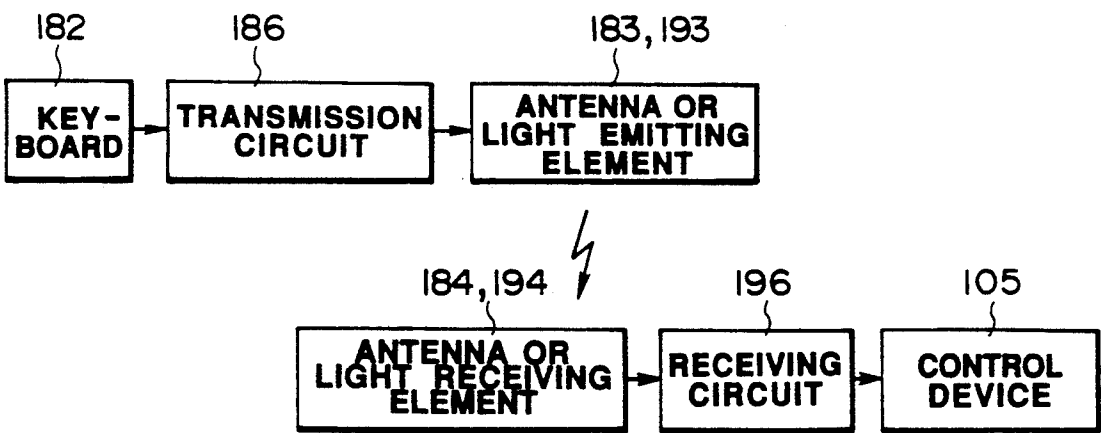 182
186
183, 193
KEY-
BOARD
TRANSMISSION
CIRCUIT
ANTENNA OR
LIGHT EMITTING
ELEMENT
184, 194
196
105
ANTENNA OR
LIGHT RECEIVING
ELEMENT
RECEIVING
CIRCUIT
CONTROL
DEVICE